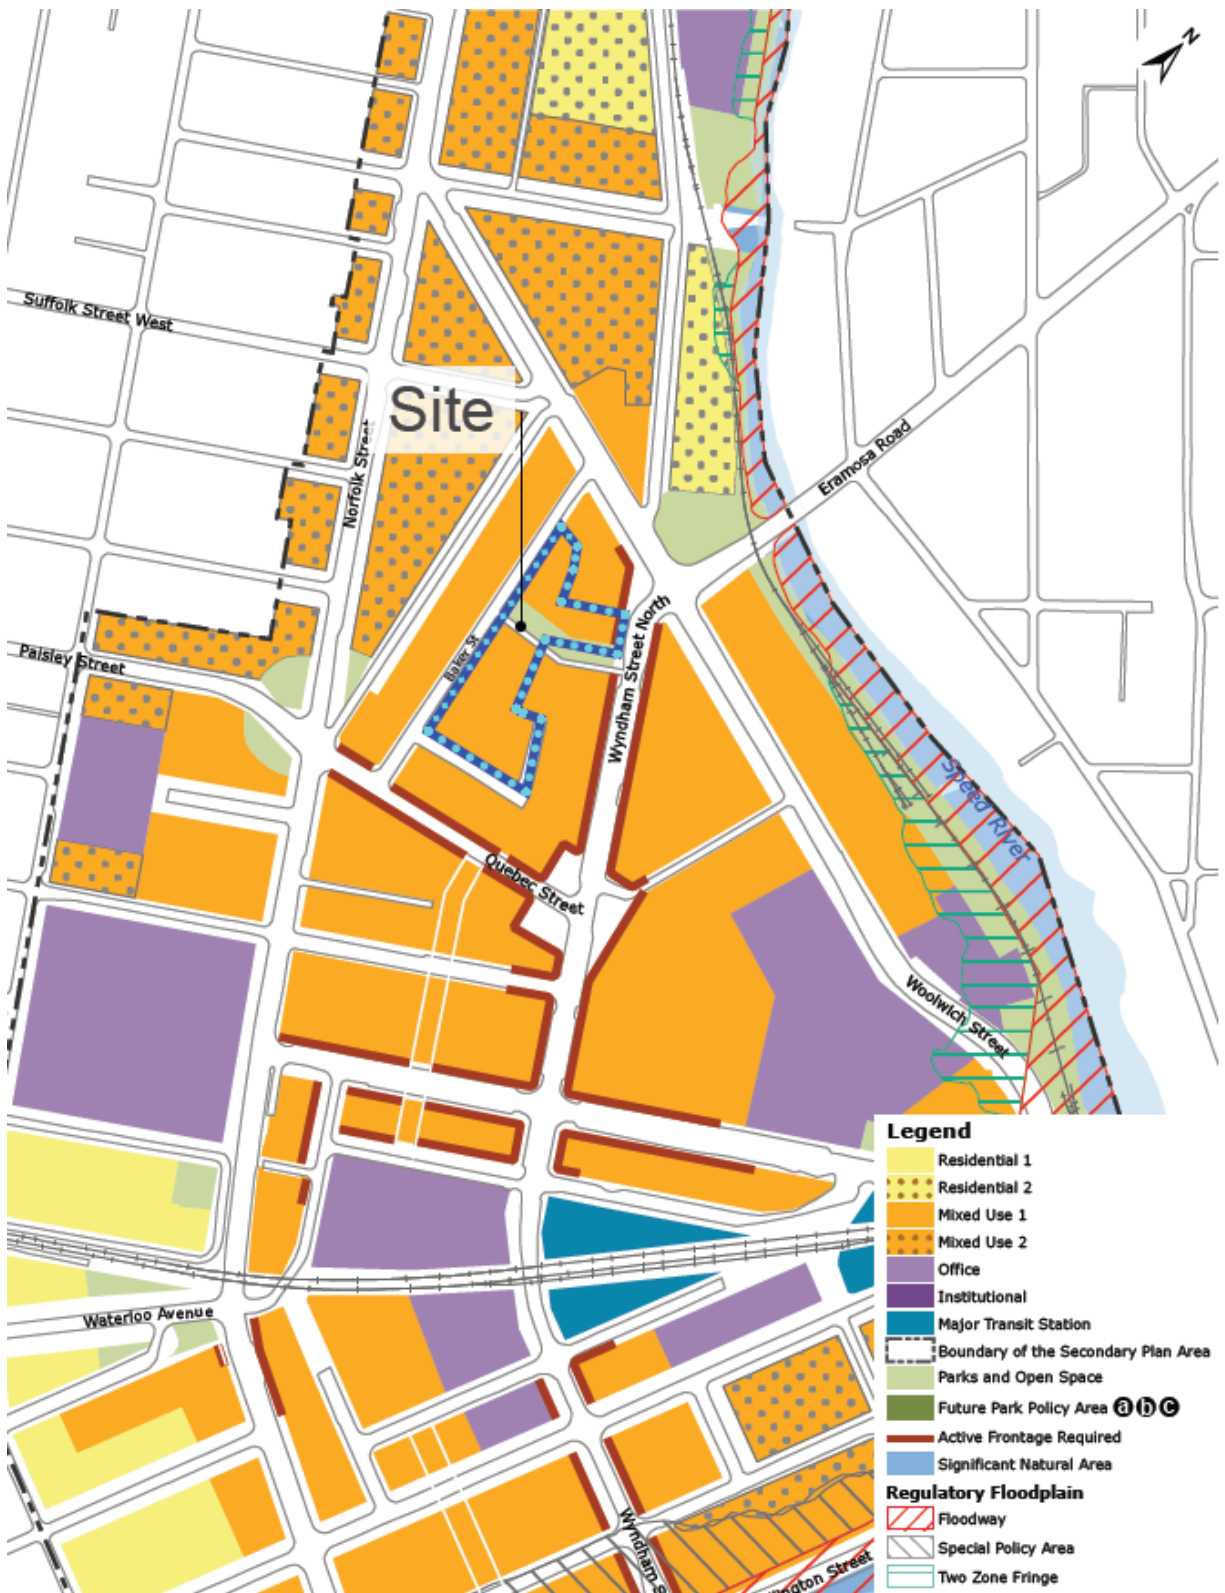 N
Suffolk Street West
Site
Norfolk Street
Eramosa Road
Wyndham Street North
Baker St
Paisley Street
Speed River
Quebec Street
Woolwich Street
Waterloo Avenue
Wyndham S
lington Street
Legend
Residential 1
Residential 2
Mixed Use 1
Mixed Use 2
Office
Institutional
Major Transit Station
Boundary of the Secondary Plan Area
Parks and Open Space
Future Park Policy Area a b c
Active Frontage Required
Significant Natural Area
Regulatory Floodplain
Floodway
Special Policy Area
Two Zone Fringe